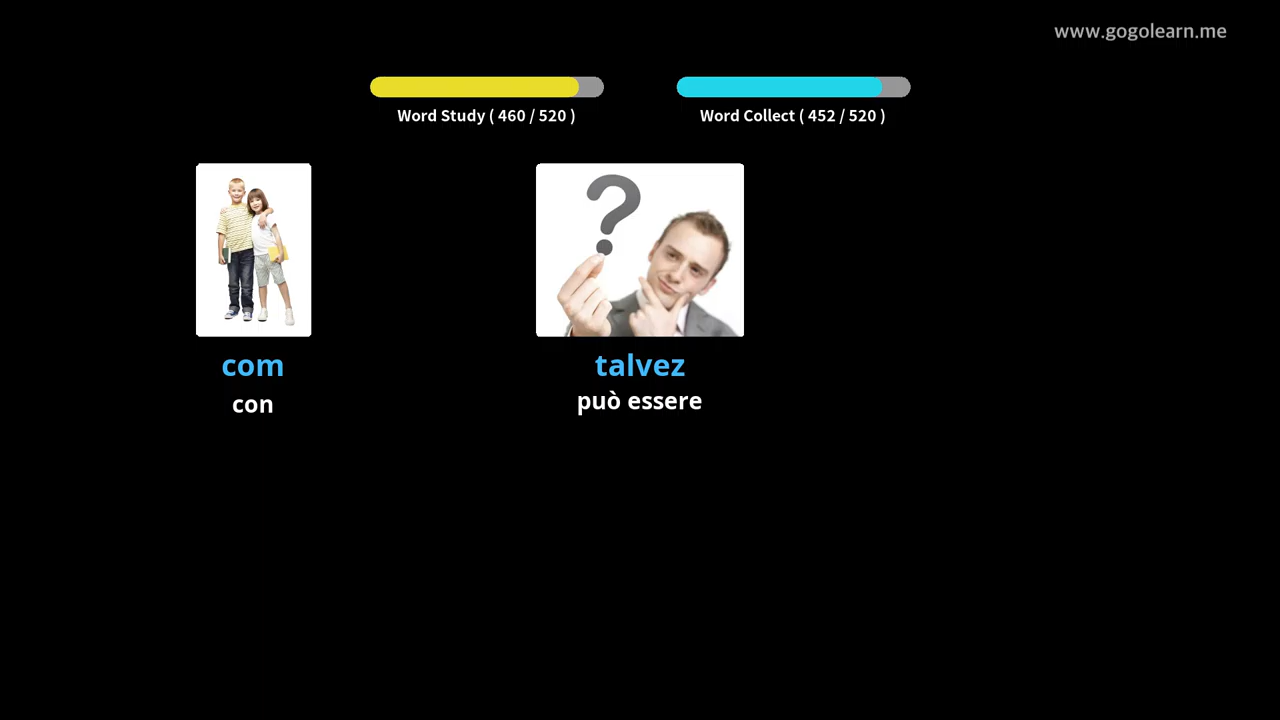 www.gogolearn.me
Word Study ( 460 / 520 )
Word Collect ( 452 / 520 )
?
com
con
talvez
può essere